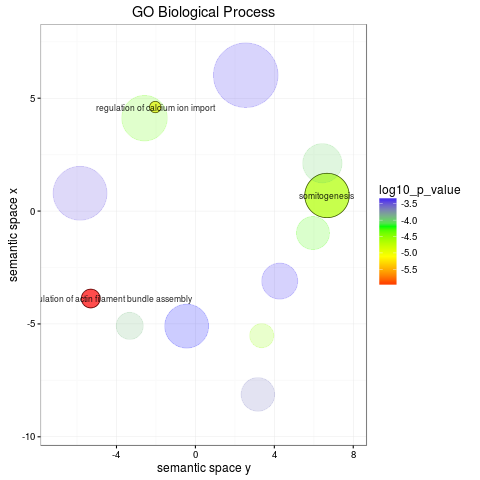 GO Biological Process
5
0
-5
-10
semantic space x
regulation of calcium ion import
somitogenesis
ulation of actin filament bundle assembly
-4
0
4
8
semantic space y
log10_p_value
-3.5
-4.0
-4.5
-5.0
-5.5